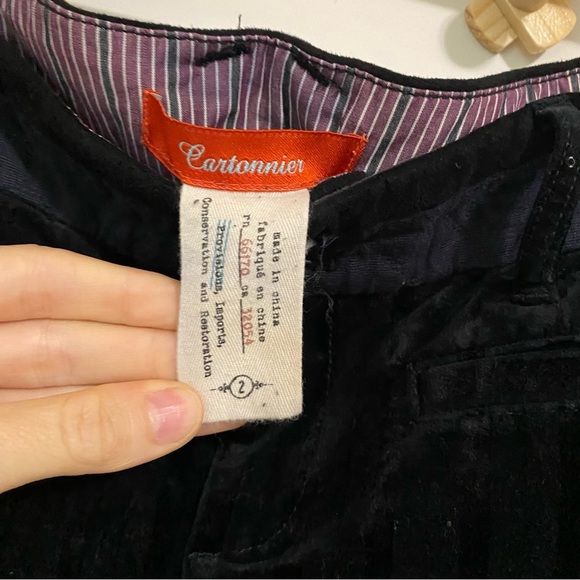 Cartonnier
made in china
fabriqué en chine
rn 66170 ca 32054
Provisions, Imports,
Conservation and Restoration
2